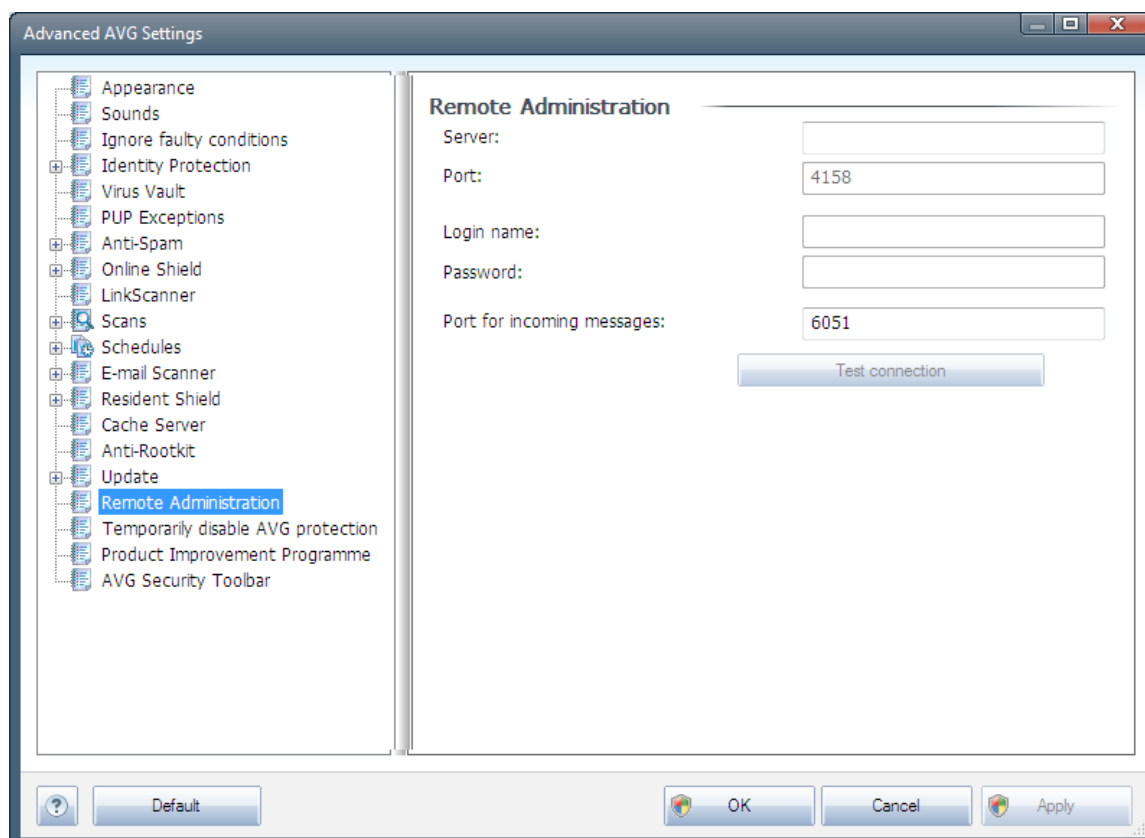 Advanced AVG Settings
Appearance
Sounds
Ignore faulty conditions
Identity Protection
Virus Vault
PUP Exceptions
Anti-Spam
Online Shield
LinkScanner
Scans
Schedules
E-mail Scanner
Resident Shield
Cache Server
Anti-Rootkit
Update
Remote Administration
Temporarily disable AVG protection
Product Improvement Programme
AVG Security Toolbar
Remote Administration
Server:
Port: 4158
Login name:
Password:
Port for incoming messages: 6051
Test connection
? Default OK Cancel Apply